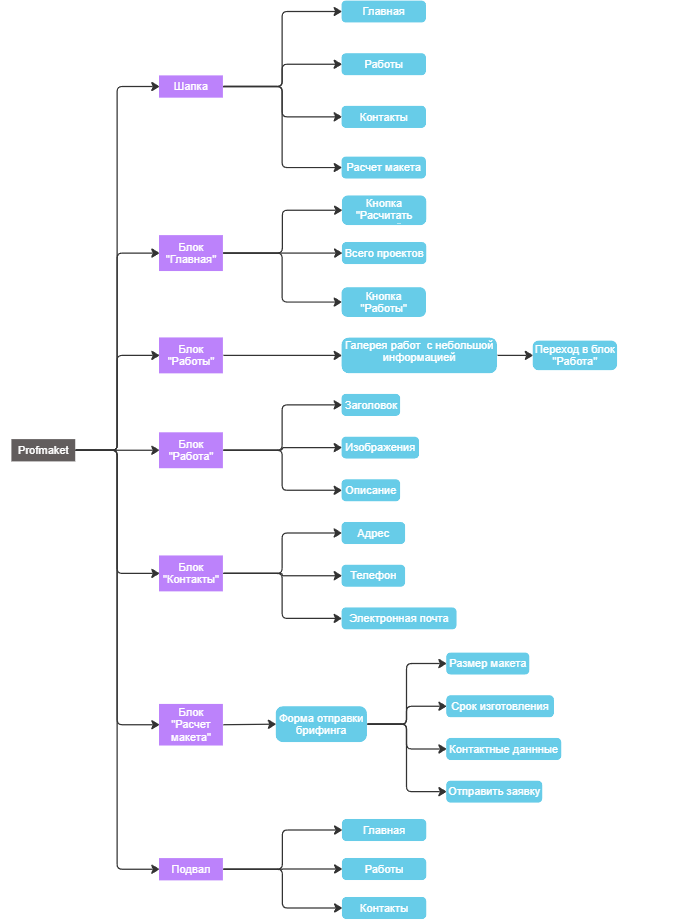 Profmaket
Шапка
Главная
Работы
Контакты
Расчет макета
Блок
"Главная"
Кнопка
"Расчитать
Всего проектов
Кнопка
"Работы"
Блок
"Работы"
Галерея работ с небольшой
информацией
Переход в блок
"Работа"
Блок
"Работа"
Заголовок
Изображения
Описание
Блок
"Контакты"
Адрес
Телефон
Электронная почта
Блок
"Расчет
макета"
Форма отправки
брифинга
Размер макета
Срок изготовления
Контактные даннные
Отправить заявку
Подвал
Главная
Работы
Контакты